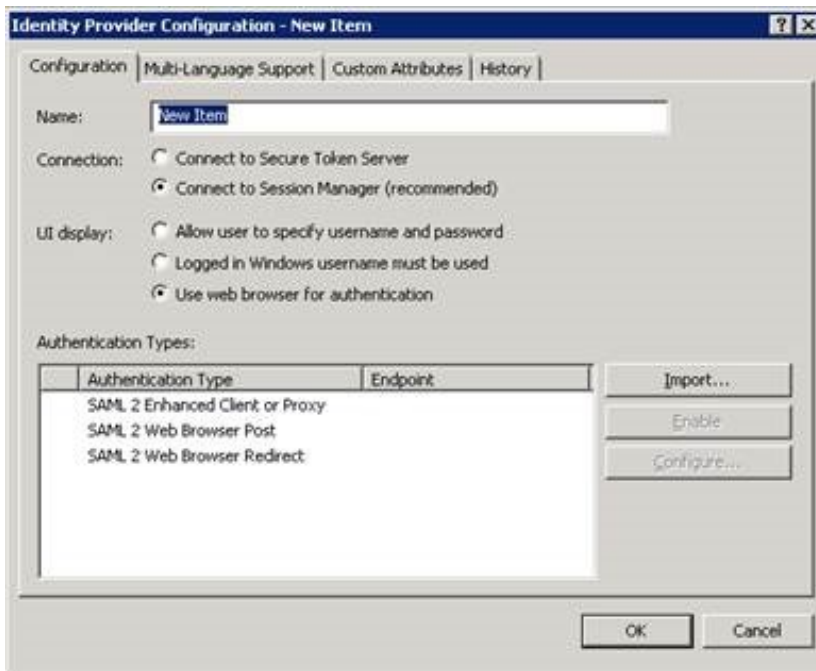 Identity Provider Configuration - New Item
Configuration Multi-Language Support Custom Attributes History
Name: New Item
Connection: Connect to Secure Token Server
Connect to Session Manager (recommended)
UI display: Allow user to specify username and password
Logged in Windows username must be used
Use web browser for authentication
Authentication Types:
Authentication Type Endpoint
SAML 2 Enhanced Client or Proxy
SAML 2 Web Browser Post
SAML 2 Web Browser Redirect
Import...
Enable
Configure...
OK Cancel